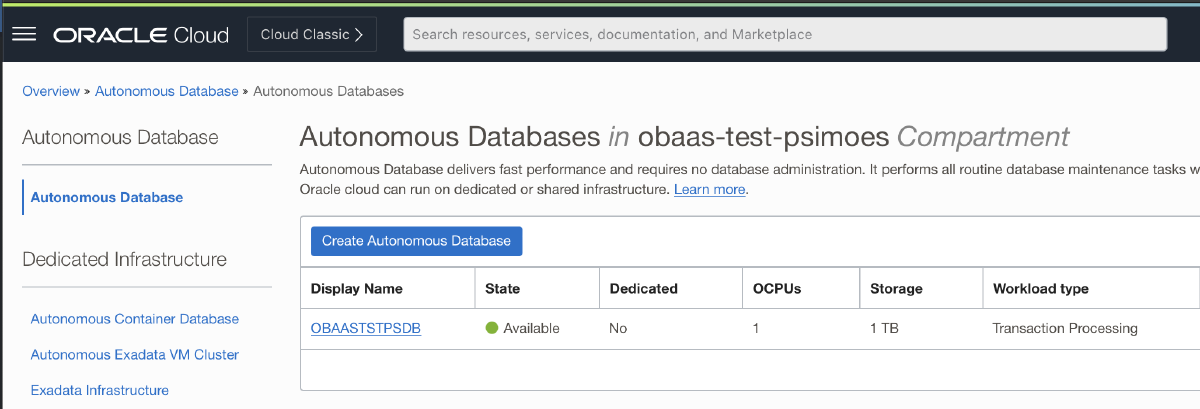 ORACLE Cloud
Cloud Classic >
Search resources, services, documentation, and Marketplace
Overview » Autonomous Database » Autonomous Databases
Autonomous Database
Autonomous Database
Dedicated Infrastructure
Autonomous Container Database
Autonomous Exadata VM Cluster
Exadata Infrastructure
Autonomous Databases in obaas-test-psimoes Compartment
Autonomous Database delivers fast performance and requires no database administration. It performs all routine database maintenance tasks w
Oracle cloud can run on dedicated or shared infrastructure. Learn more.
Create Autonomous Database
Display Name State Dedicated OCPUs Storage Workload type
OBAASTSTPSDB Available No 1 1 TB Transaction Processing